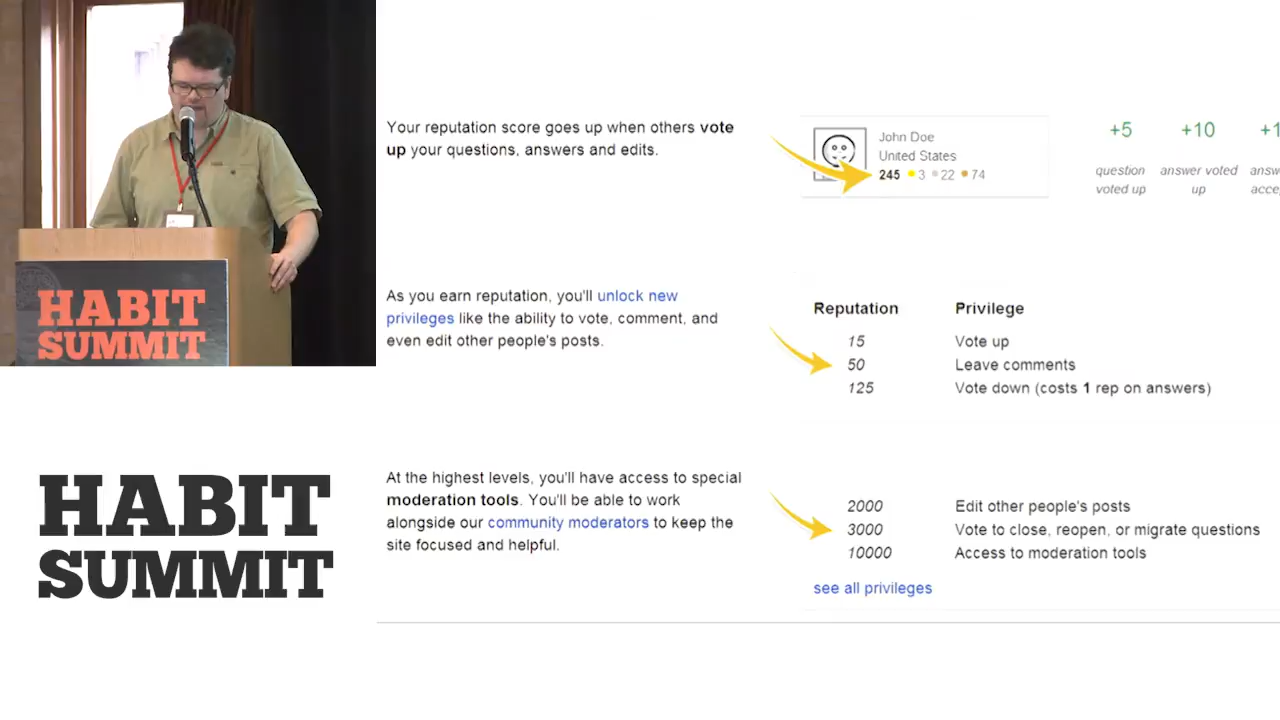 HABIT
SUMMIT
HABIT
SUMMIT
Your reputation score goes up when others vote
up your questions, answers and edits.
John Doe
United States
245 3 22 74
+5 +10
question voted up
answer voted up
As you earn reputation, you'll unlock new
privileges like the ability to vote, comment, and
even edit other people's posts.
Reputation Privilege
15 Vote up
50 Leave comments
125 Vote down (costs 1 rep on answers)
At the highest levels, you'll have access to special
moderation tools. You'll be able to work
alongside our community moderators to keep the
site focused and helpful.
2000 Edit other people's posts
3000 Vote to close, reopen, or migrate questions
10000 Access to moderation tools
see all privileges